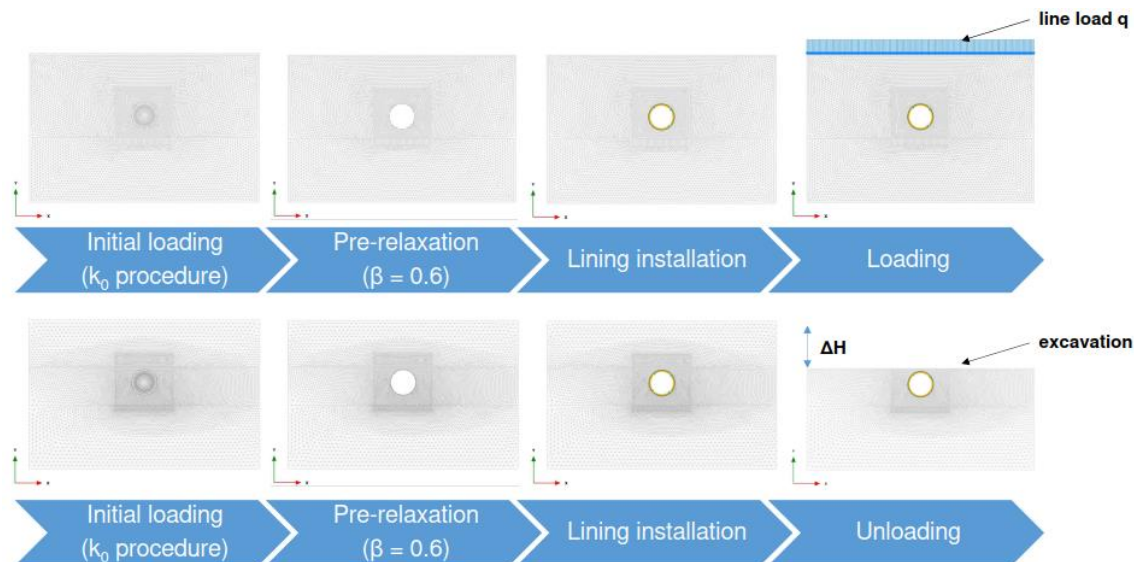 line load q
Initial loading
(k₀ procedure)
Pre-relaxation
(β = 0.6)
Lining installation
Loading
ΔH
excavation
Initial loading
(k₀ procedure)
Pre-relaxation
(β = 0.6)
Lining installation
Unloading